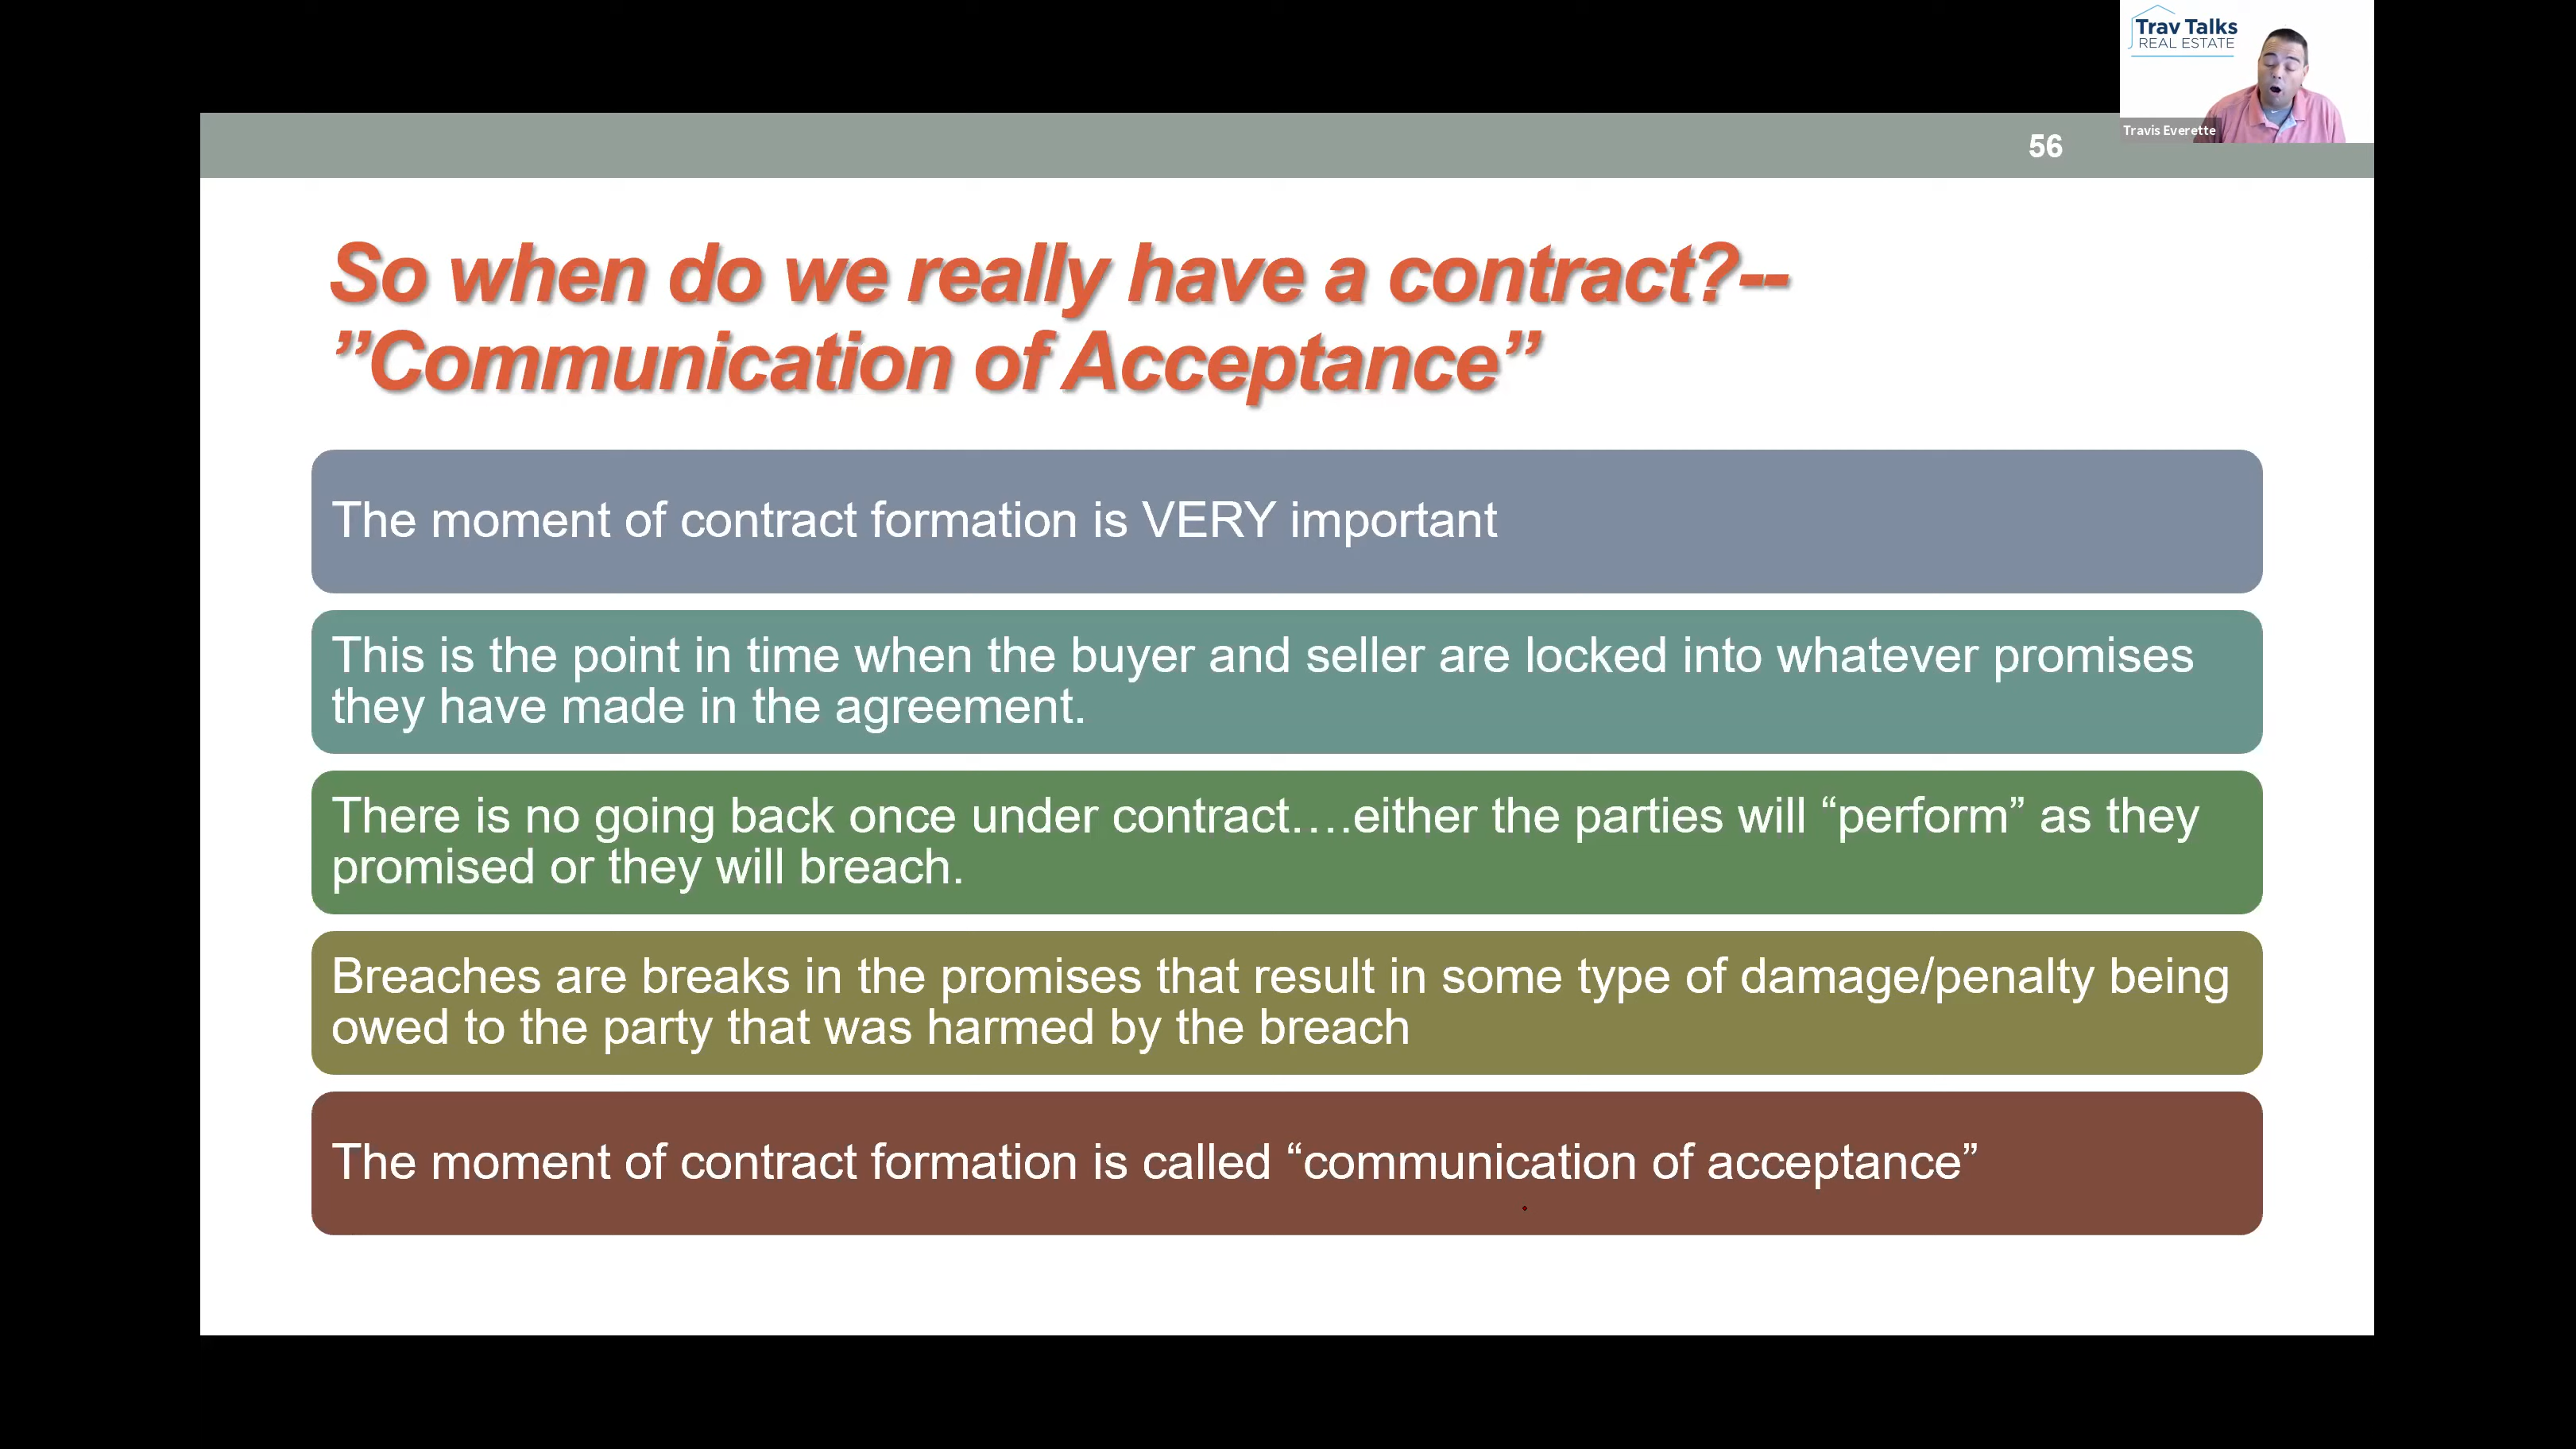 Trav Talks
REAL ESTATE
Travis Everette
56
So when do we really have a contract?--
”Communication of Acceptance”
The moment of contract formation is VERY important
This is the point in time when the buyer and seller are locked into whatever promises
they have made in the agreement.
There is no going back once under contract….either the parties will “perform” as they
promised or they will breach.
Breaches are breaks in the promises that result in some type of damage/penalty being
owed to the party that was harmed by the breach
The moment of contract formation is called “communication of acceptance”